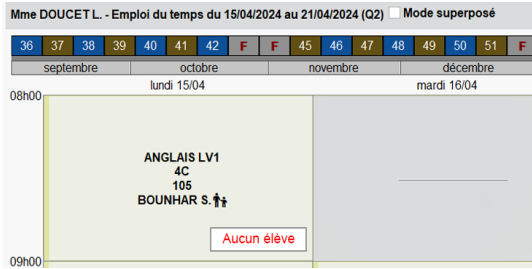 Mme DOUCET L. - Emploi du temps du 15/04/2024 au 21/04/2024 (Q2) Mode superposé
36 37 38 39 40 41 42 F F 45 46 47 48 49 50 51 F
septembre octobre novembre décembre
lundi 15/04 mardi 16/04
08h00
ANGLAIS LV1
4C
105
BOUNHAR S.
Aucun élève
09h00